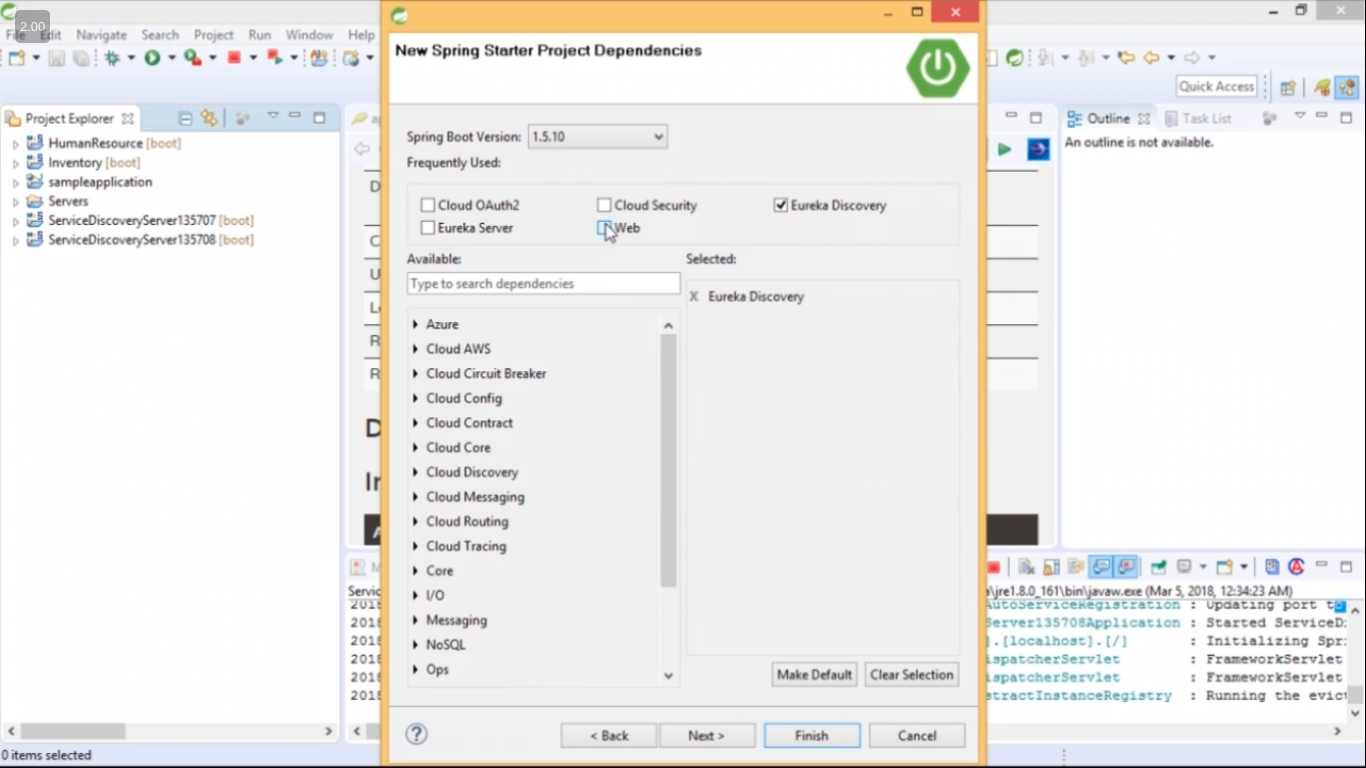 2.00
File Edit Navigate Search Project Run Window Help
Quick Access
Project Explorer
HumanResource [boot]
Inventory [boot]
sampleapplication
Servers
ServiceDiscoveryServer135707 [boot]
ServiceDiscoveryServer135708 [boot]
New Spring Starter Project Dependencies
Spring Boot Version: 1.5.10
Frequently Used:
Cloud OAuth2 Cloud Security Eureka Discovery
Eureka Server Web
Available: Selected:
Type to search dependencies
X Eureka Discovery
Azure
Cloud AWS
Cloud Circuit Breaker
Cloud Config
Cloud Contract
Cloud Core
Cloud Discovery
Cloud Messaging
Cloud Routing
Cloud Tracing
Core
I/O
Messaging
NoSQL
Ops
Make Default Clear Selection
? < Back Next > Finish Cancel
Outline Task List
An outline is not available.
Servic
a\jre1.8.0_161\bin\javaw.exe (Mar 5, 2018, 12:34:23 AM)
2018 AutoServiceRegistration : Updating port t
2018 Server135708Application : Started ServiceDi
2018 ].[localhost].[/] : Initializing Spri
2018 ispatcherServlet : FrameworkServlet
2018 ispatcherServlet : FrameworkServlet
2018 stractInstanceRegistry : Running the evict
0 items selected